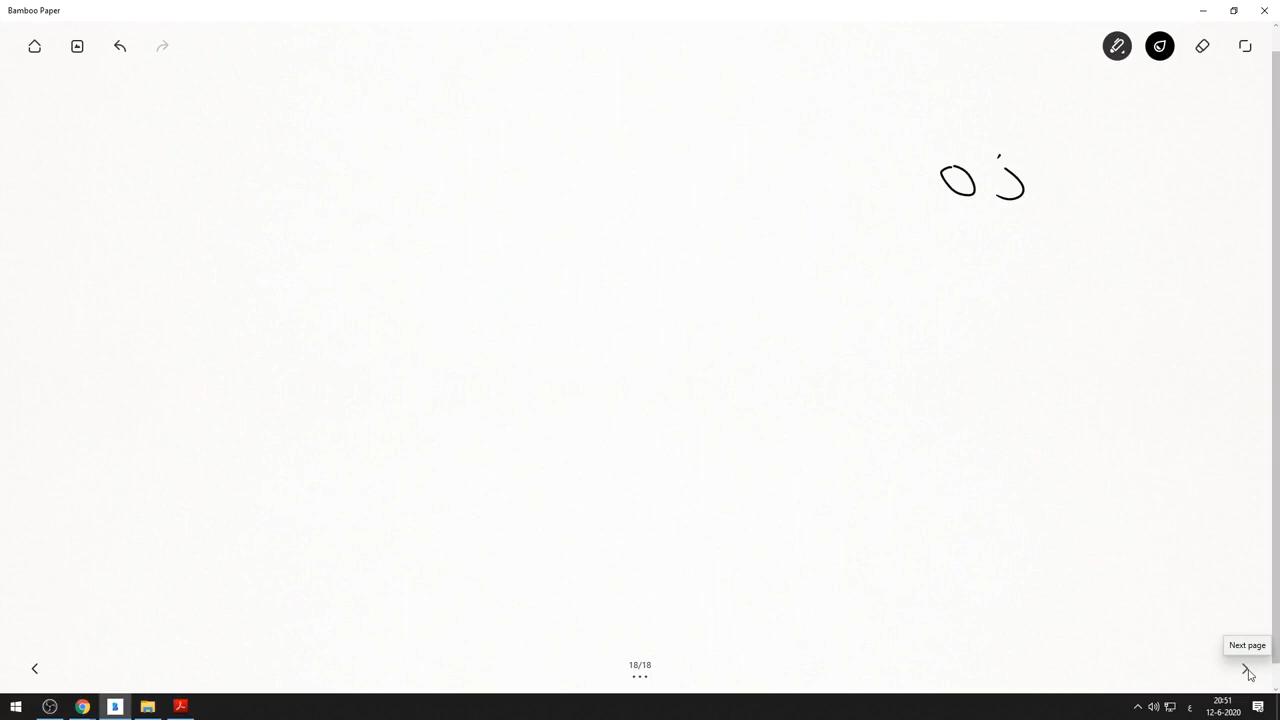 Bamboo Paper
ذ ه
Next page
18/18
20:51
ع
12-6-2020